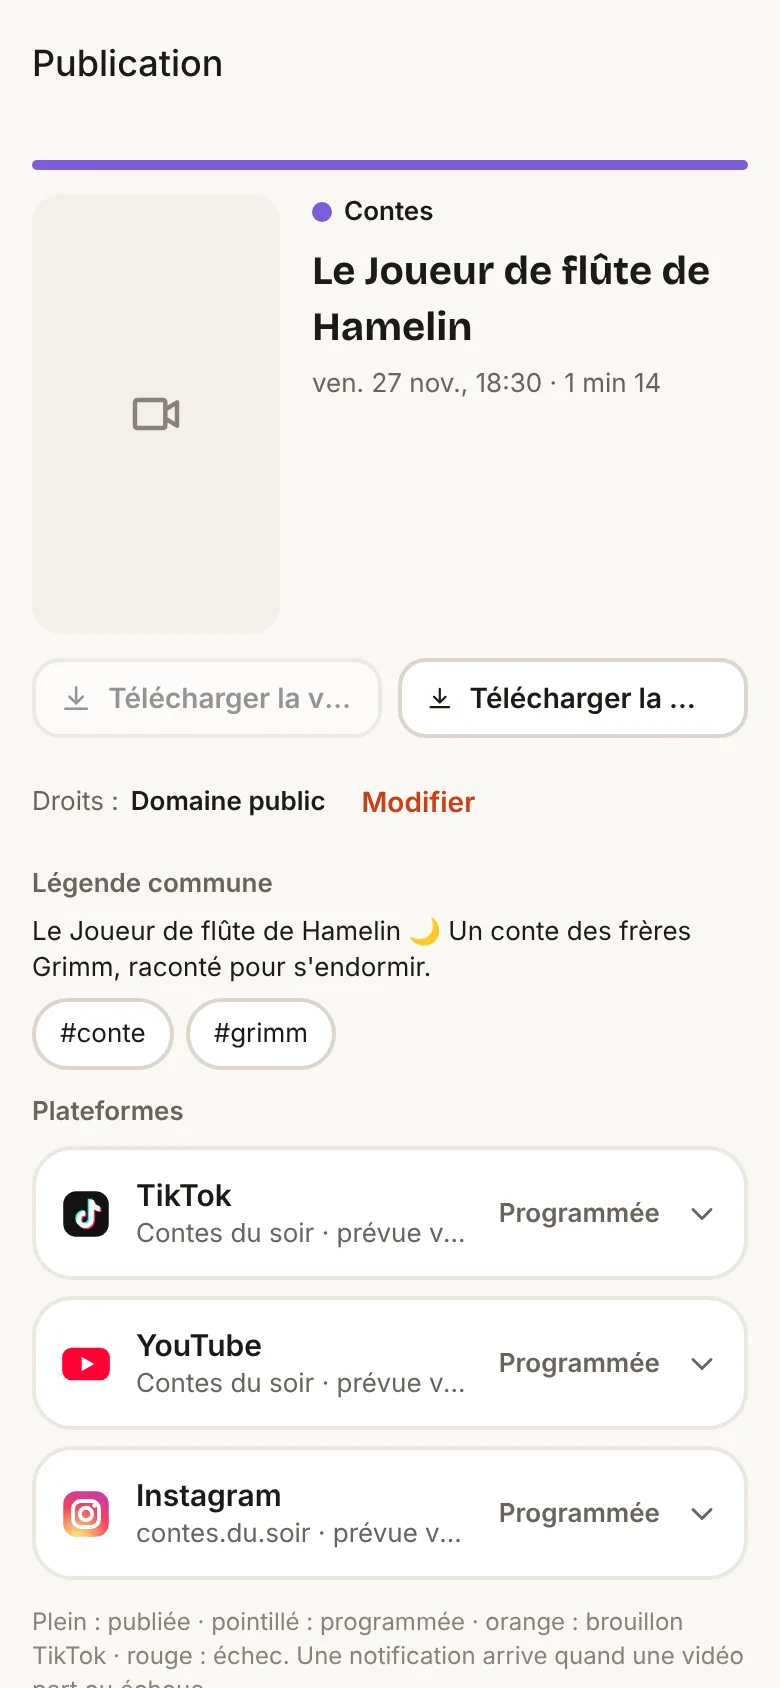 Publication
Contes
Le Joueur de flûte de
Hamelin
ven. 27 nov., 18:30 · 1 min 14
Télécharger la v...
Télécharger la ...
Droits : Domaine public Modifier
Légende commune
Le Joueur de flûte de Hamelin 🌙 Un conte des frères
Grimm, raconté pour s'endormir.
#conte #grimm
Plateformes
TikTok
Contes du soir · prévue v...
Programmée
YouTube
Contes du soir · prévue v...
Programmée
Instagram
contes.du.soir · prévue v...
Programmée
Plein : publiée · pointillé : programmée · orange : brouillon
TikTok · rouge : échec. Une notification arrive quand une vidéo